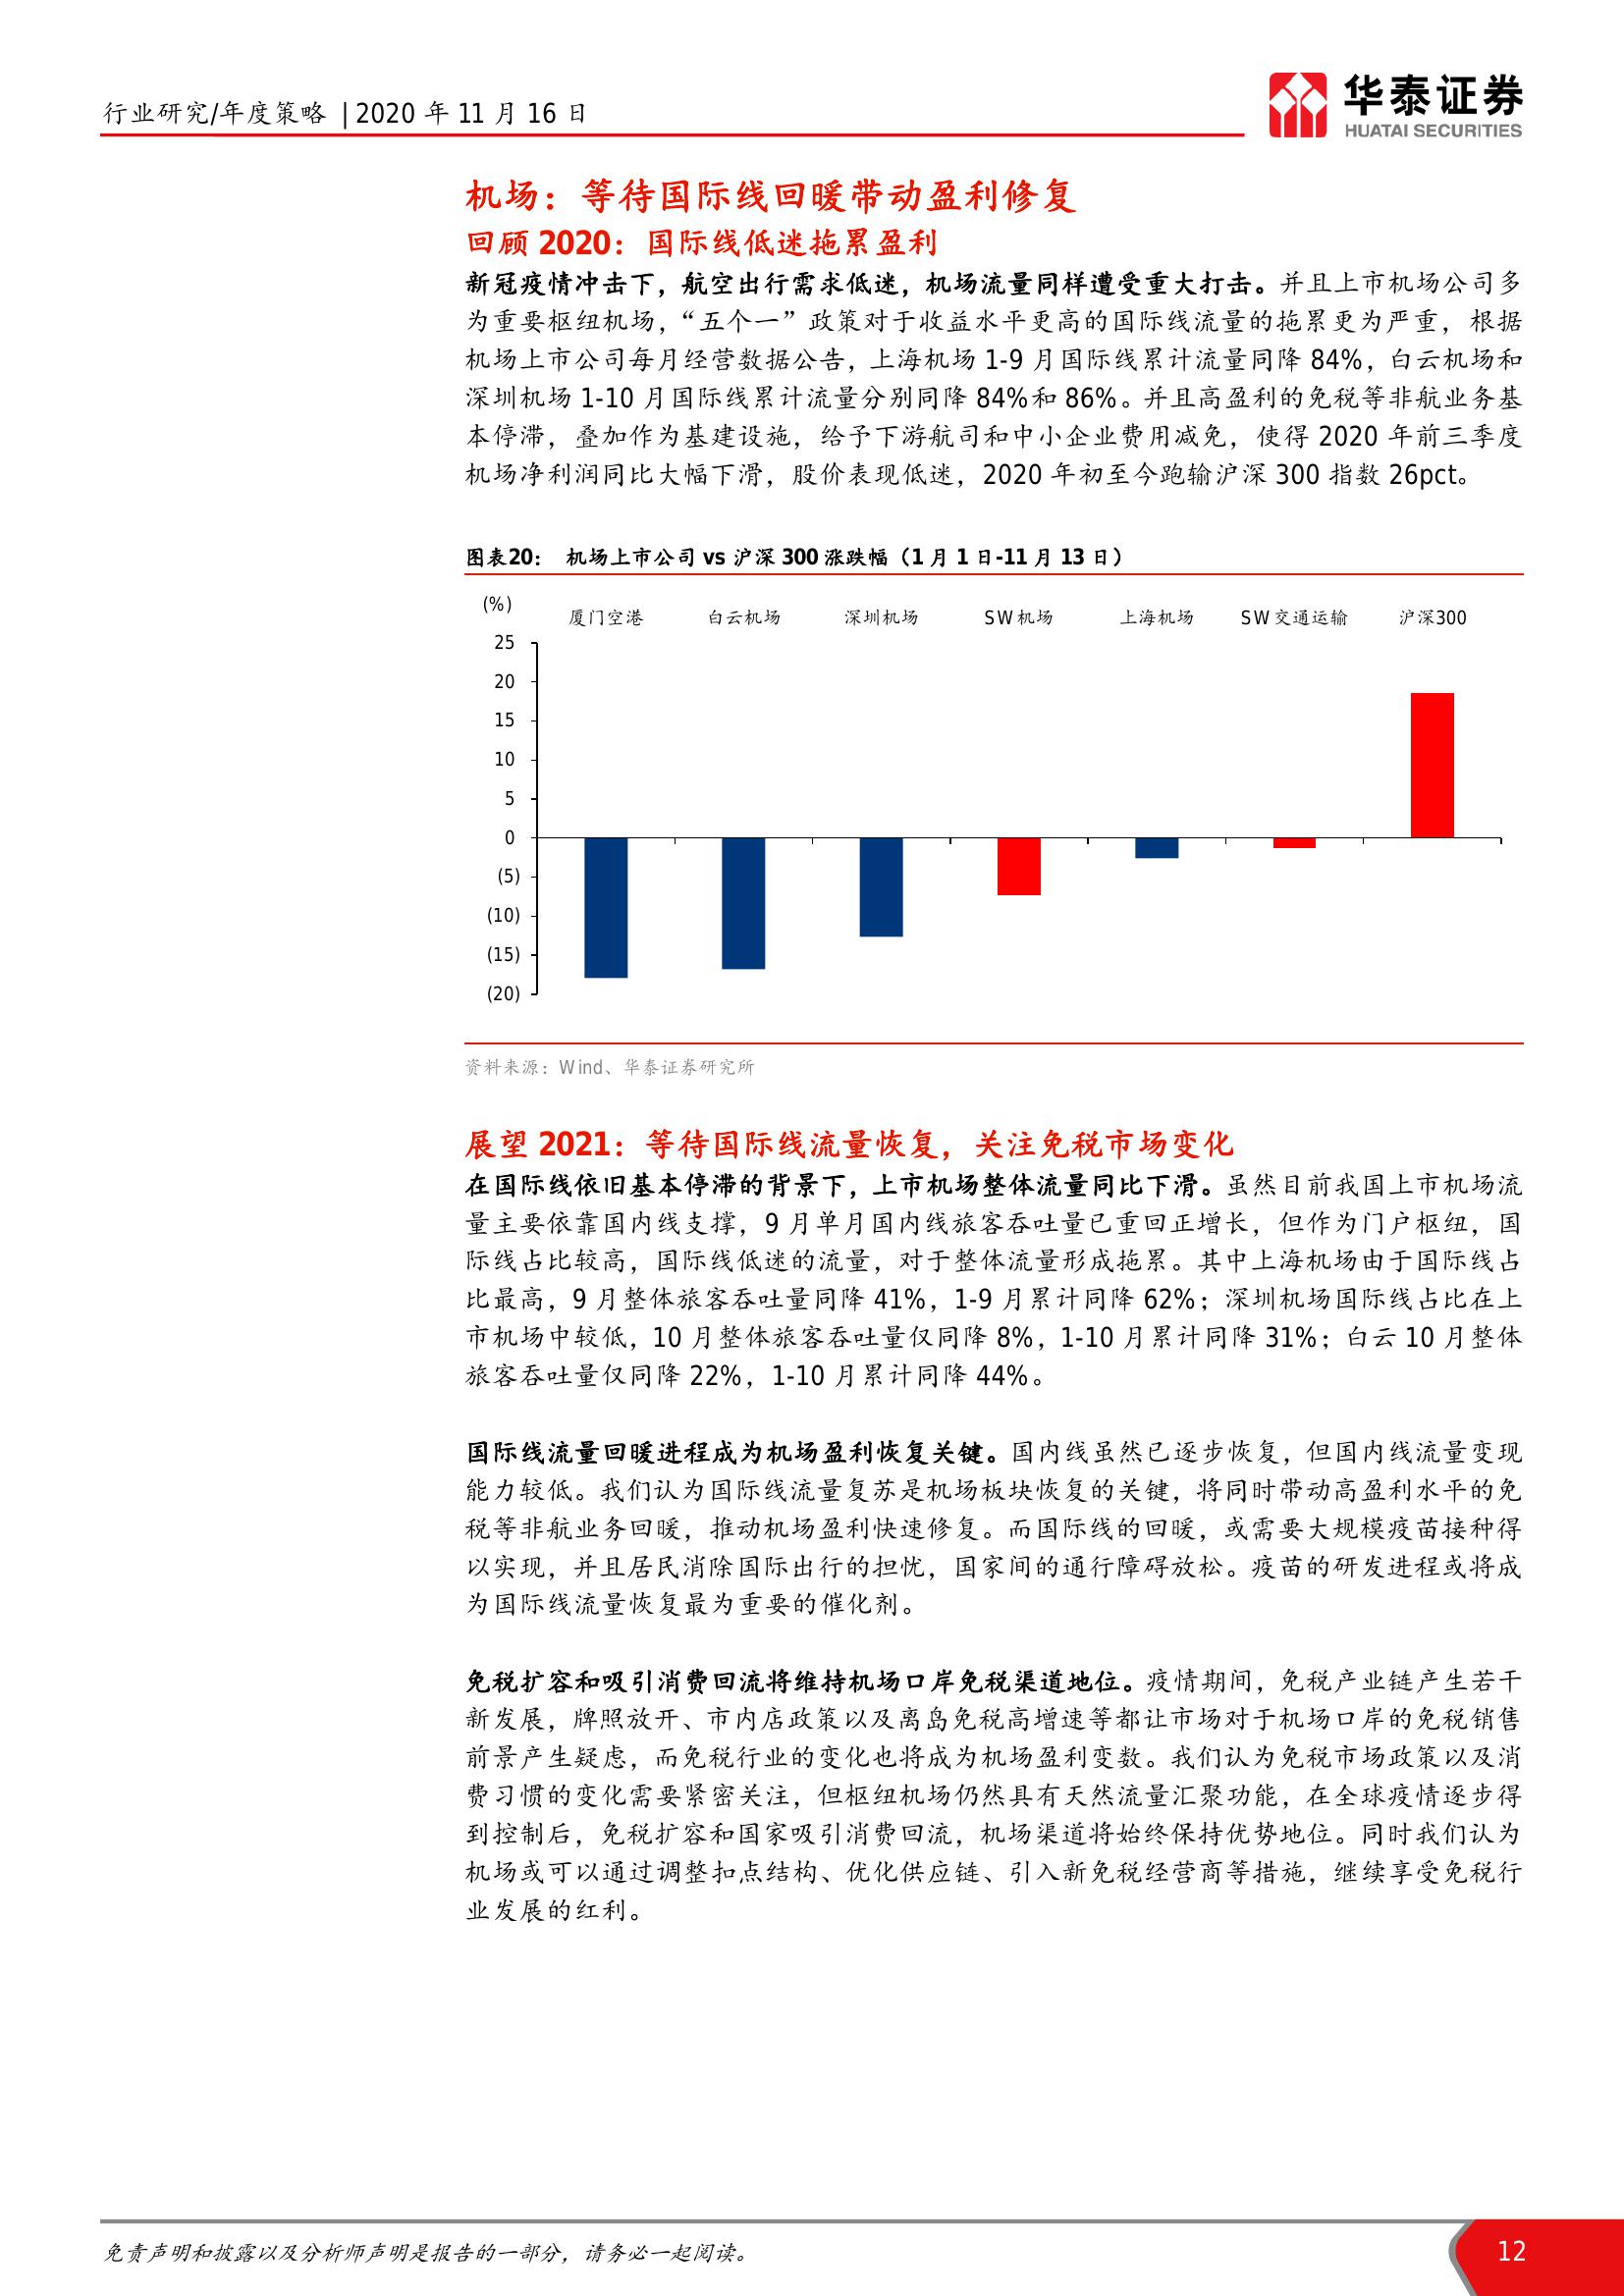 行业研究/年度策略 | 2020 年 11 月 16 日
华泰证券
HUATAI SECURITIES
机场：等待国际线回暖带动盈利修复
回顾 2020：国际线低迷拖累盈利
新冠疫情冲击下，航空出行需求低迷，机场流量同样遭受重大打击。并且上市机场公司多
为重要枢纽机场，“五个一”政策对于收益水平更高的国际线流量的拖累更为严重，根据
机场上市公司每月经营数据公告，上海机场 1-9 月国际线累计流量同降 84%，白云机场和
深圳机场 1-10 月国际线累计流量分别同降 84%和 86%。并且高盈利的免税等非航业务基
本停滞，叠加作为基建设施，给予下游航司和中小企业费用减免，使得 2020 年前三季度
机场净利润同比大幅下滑，股价表现低迷，2020 年初至今跑输沪深 300 指数 26pct。
图表20： 机场上市公司 vs 沪深 300 涨跌幅（1 月 1 日-11 月 13 日）
(%)
厦门空港 白云机场 深圳机场 SW机场 上海机场 SW交通运输 沪深300
25
20
15
10
5
0
(5)
(10)
(15)
(20)
资料来源：Wind、华泰证券研究所
展望 2021：等待国际线流量恢复，关注免税市场变化
在国际线依旧基本停滞的背景下，上市机场整体流量同比下滑。虽然目前我国上市机场流
量主要依靠国内线支撑，9 月单月国内线旅客吞吐量已重回正增长，但作为门户枢纽，国
际线占比较高，国际线低迷的流量，对于整体流量形成拖累。其中上海机场由于国际线占
比最高，9 月整体旅客吞吐量同降 41%，1-9 月累计同降 62%；深圳机场国际线占比在上
市机场中较低，10 月整体旅客吞吐量仅同降 8%，1-10 月累计同降 31%；白云 10 月整体
旅客吞吐量仅同降 22%，1-10 月累计同降 44%。
国际线流量回暖进程成为机场盈利恢复关键。国内线虽然已逐步恢复，但国内线流量变现
能力较低。我们认为国际线流量复苏是机场板块恢复的关键，将同时带动高盈利水平的免
税等非航业务回暖，推动机场盈利快速修复。而国际线的回暖，或需要大规模疫苗接种得
以实现，并且居民消除国际出行的担忧，国家间的通行障碍放松。疫苗的研发进程或将成
为国际线流量恢复最为重要的催化剂。
免税扩容和吸引消费回流将维持机场口岸免税渠道地位。疫情期间，免税产业链产生若干
新发展，牌照放开、市内店政策以及离岛免税高增速等都让市场对于机场口岸的免税销售
前景产生疑虑，而免税行业的变化也将成为机场盈利变数。我们认为免税市场政策以及消
费习惯的变化需要紧密关注，但枢纽机场仍然具有天然流量汇聚功能，在全球疫情逐步得
到控制后，免税扩容和国家吸引消费回流，机场渠道将始终保持优势地位。同时我们认为
机场或可以通过调整扣点结构、优化供应链、引入新免税经营商等措施，继续享受免税行
业发展的红利。
免责声明和披露以及分析师声明是报告的一部分，请务必一起阅读。
12